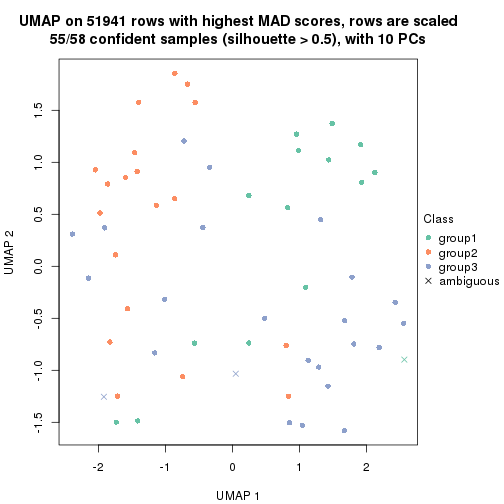 UMAP on 51941 rows with highest MAD scores, rows are scaled
55/58 confident samples (silhouette > 0.5), with 10 PCs
UMAP 2
1.5
1.0
0.5
0.0
-0.5
-1.0
-1.5
-2
-1
0
1
2
UMAP 1
Class
group1
group2
group3
ambiguous